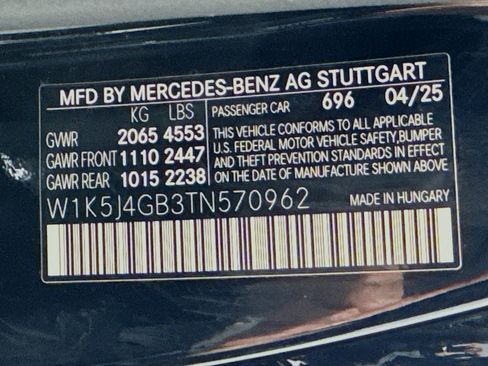 MFD BY MERCEDES-BENZ AG STUTTGART
KG LBS PASSENGER CAR 696 04/25
GVWR 2065 4553 THIS VEHICLE CONFORMS TO ALL APPLICABLE
GAWR FRONT 1110 2447 U.S. FEDERAL MOTOR VEHICLE SAFETY, BUMPER
AND THEFT PREVENTION STANDARDS IN EFFECT
GAWR REAR 1015 2238 ON THE DATE OF MANUFACTURE SHOWN ABOVE.
W1K5J4GB3TN570962 MADE IN HUNGARY